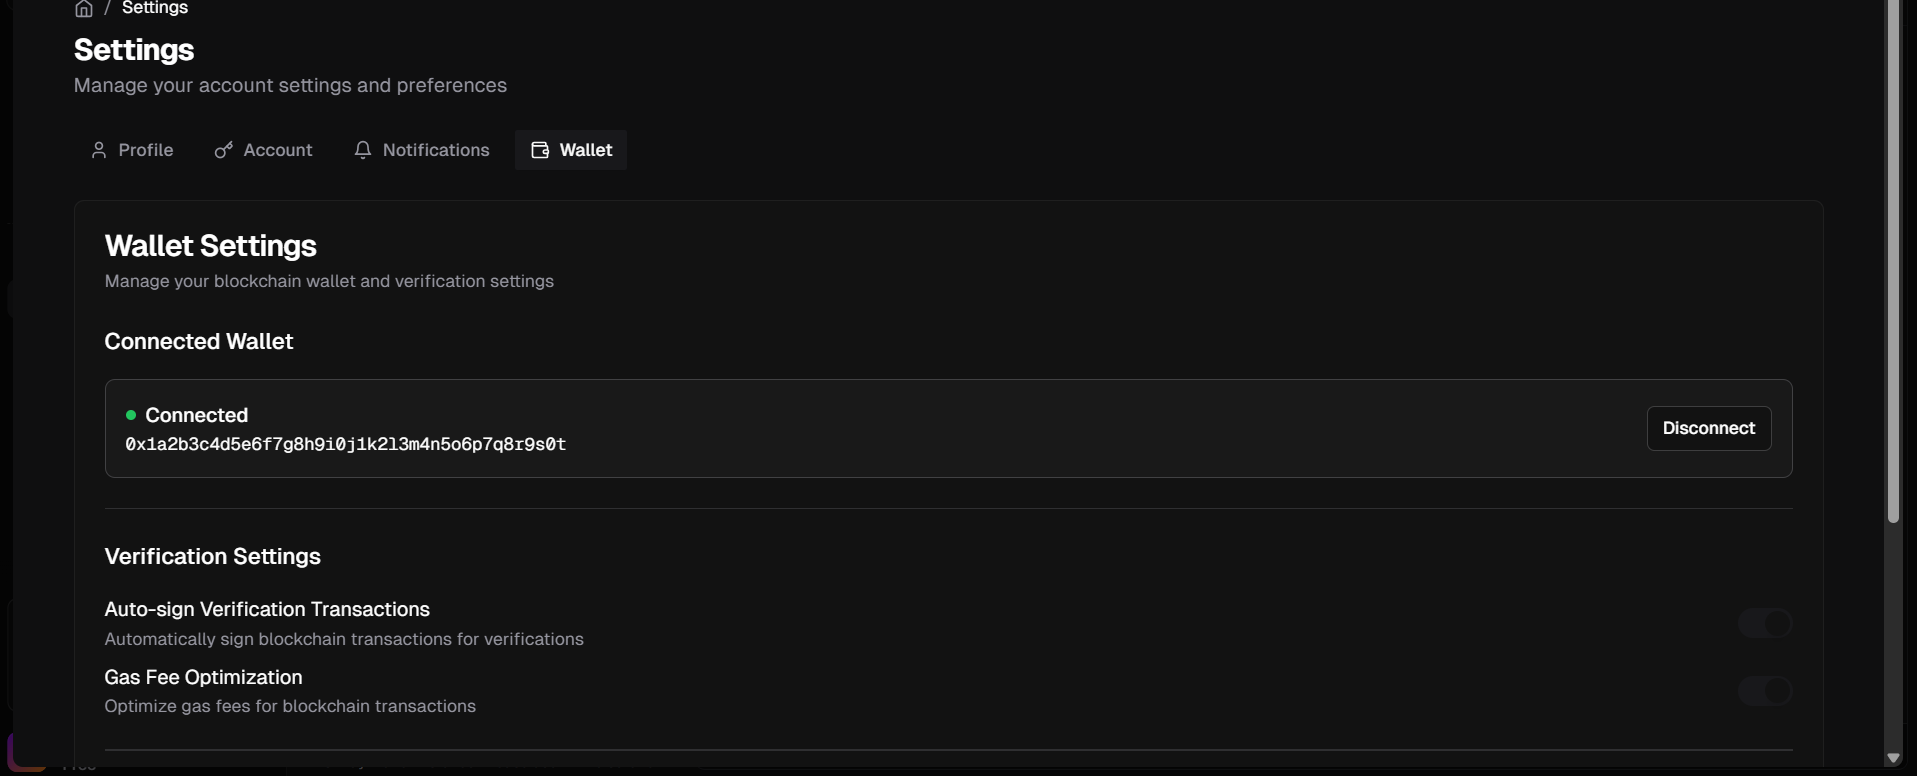 / Settings
Settings
Manage your account settings and preferences
Profile Account Notifications Wallet
Wallet Settings
Manage your blockchain wallet and verification settings
Connected Wallet
Connected
0x1a2b3c4d5e6f7g8h9i0j1k2l3m4n5o6p7q8r9s0t
Disconnect
Verification Settings
Auto-sign Verification Transactions
Automatically sign blockchain transactions for verifications
Gas Fee Optimization
Optimize gas fees for blockchain transactions